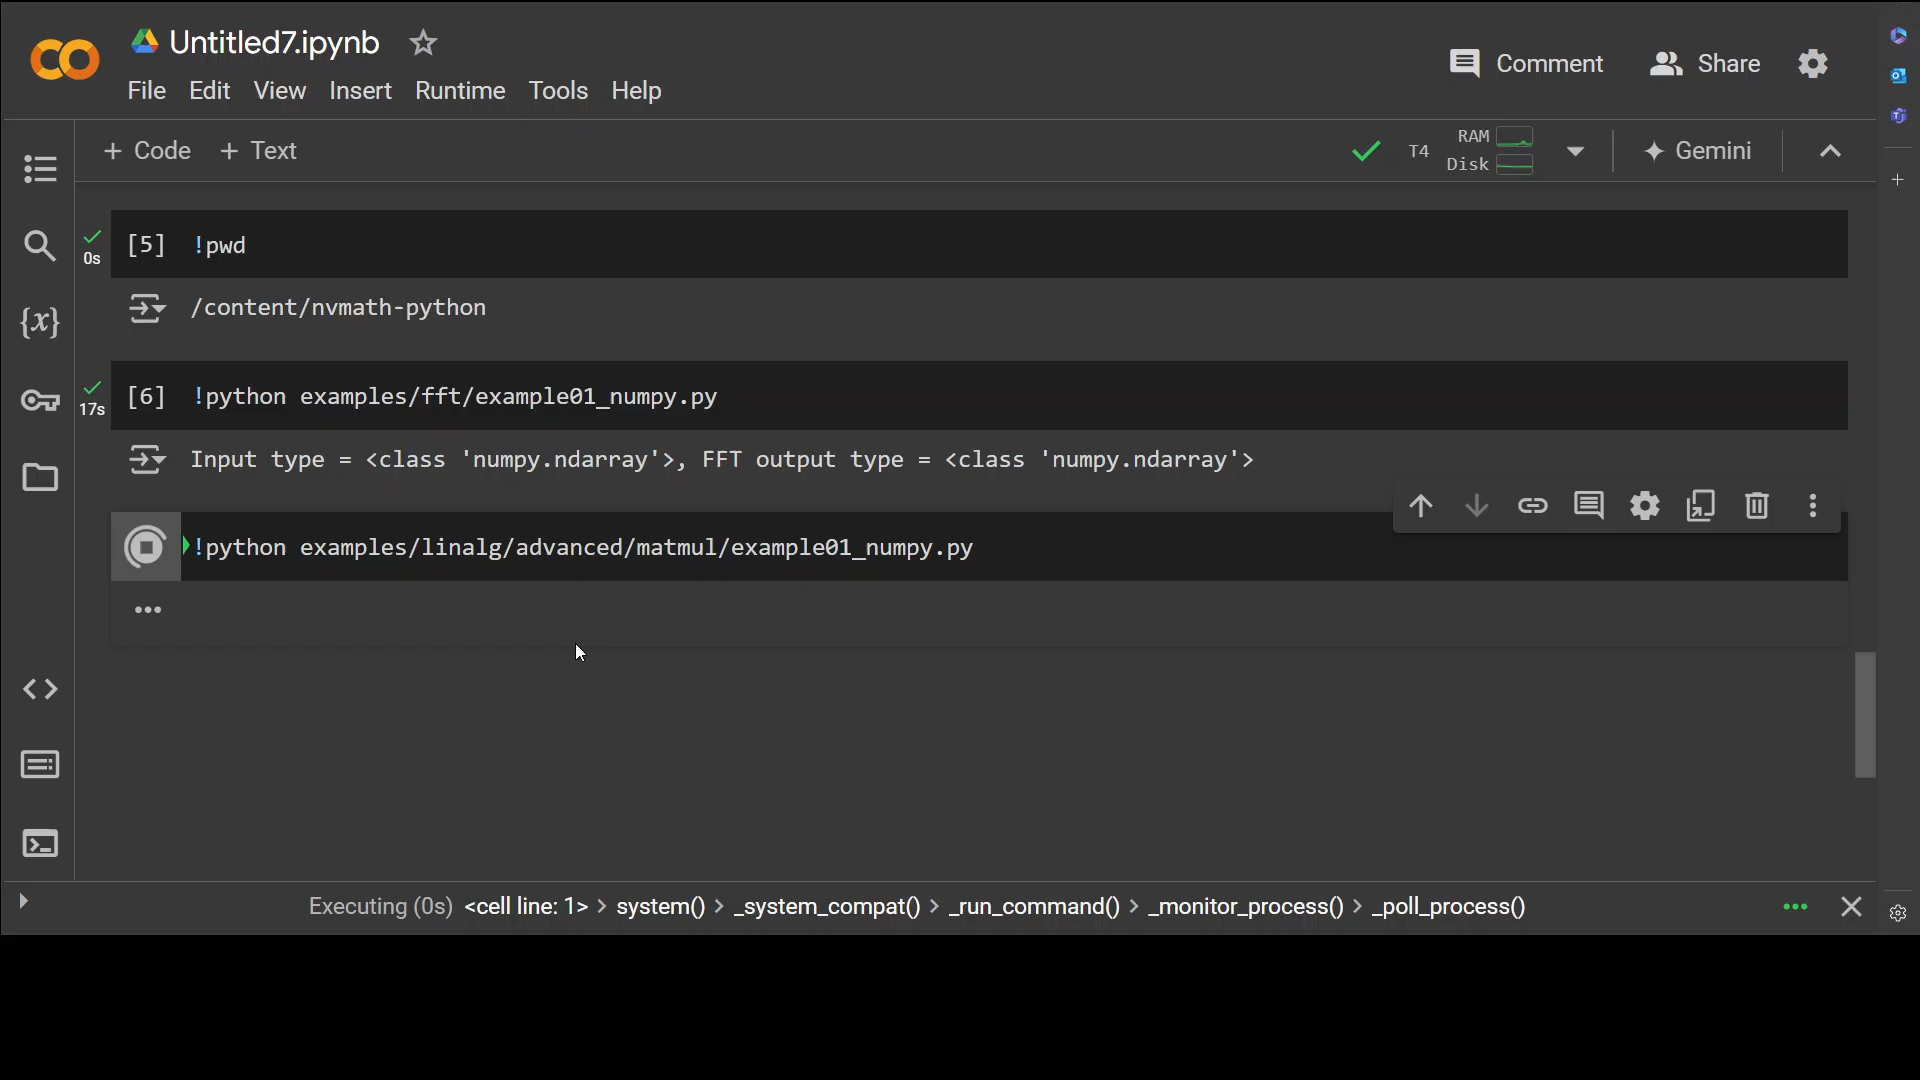 Untitled7.ipynb
File Edit View Insert Runtime Tools Help
Comment Share
+ Code + Text
T4 RAM Disk Gemini
{x}
0s [5] !pwd
/content/nvmath-python
17s [6] !python examples/fft/example01_numpy.py
Input type = <class 'numpy.ndarray'>, FFT output type = <class 'numpy.ndarray'>
!python examples/linalg/advanced/matmul/example01_numpy.py
Executing (0s) <cell line: 1> > system() > _system_compat() > _run_command() > _monitor_process() > _poll_process()